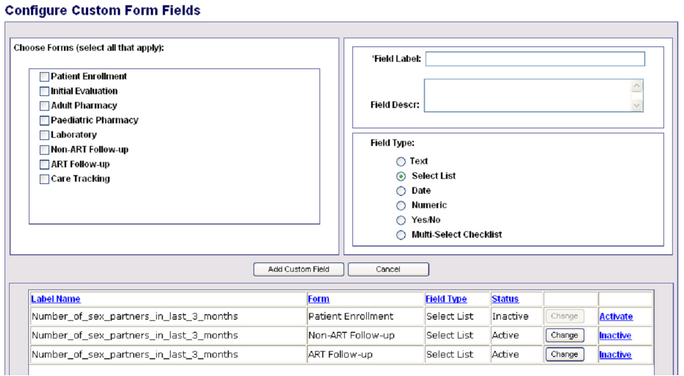 Configure Custom Form Fields
Choose Forms (select all that apply):
Patient Enrollment
Initial Evaluation
Adult Pharmacy
Paediatric Pharmacy
Laboratory
Non-ART Follow-up
ART Follow-up
Care Tracking
*Field Label:
Field Descr:
Field Type:
Text
Select List
Date
Numeric
Yes/No
Multi-Select Checklist
Add Custom Field Cancel
Label Name Form Field Type Status
Number_of_sex_partners_in_last_3_months Patient Enrollment Select List Inactive Change Activate
Number_of_sex_partners_in_last_3_months Non-ART Follow-up Select List Active Change Inactive
Number_of_sex_partners_in_last_3_months ART Follow-up Select List Active Change Inactive